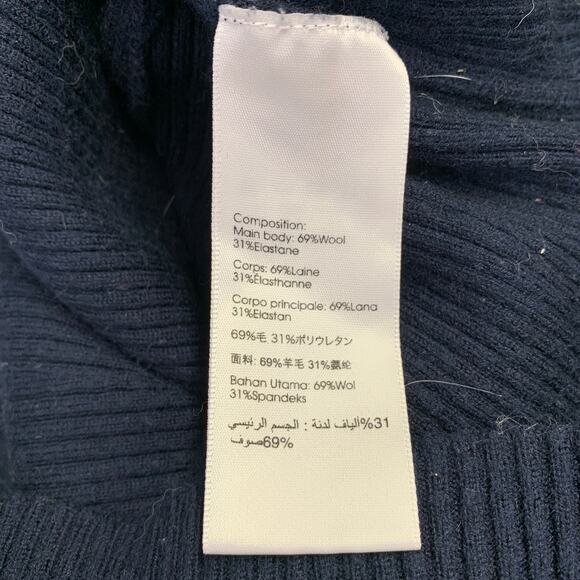 Composition:
Main body: 69%Wool
31%Elastane
Corps: 69%Laine
31%Élasthanne
Corpo principale: 69%Lana
31%Elastan
69%毛 31%ポリウレタン
面料: 69%羊毛 31%氨纶
Bahan Utama: 69%Wol
31%Spandeks
31%ألياف لدنة : الجسم الرئيسي
69%صوف